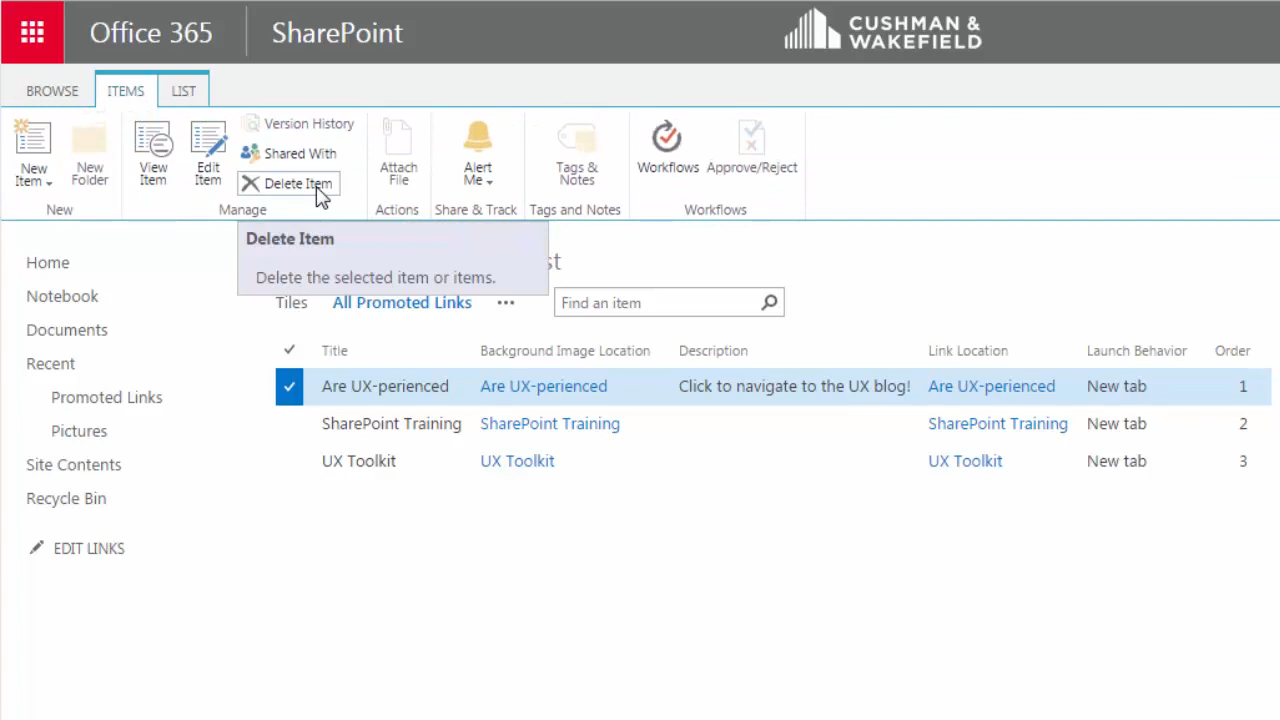 Office 365 SharePoint CUSHMAN &
WAKEFIELD
BROWSE ITEMS LIST
New
Item
New
Folder
View
Item
Edit
Item
Version History
Shared With
Delete Item
Attach
File
Alert
Me
Tags &
Notes
Workflows
Approve/Reject
New Manage Actions Share & Track Tags and Notes Workflows
Delete Item
Delete the selected item or items.
Home
Notebook
Documents
Recent
Promoted Links
Pictures
Site Contents
Recycle Bin
EDIT LINKS
st
Tiles All Promoted Links ••• Find an item
Title Background Image Location Description Link Location Launch Behavior Order
Are UX-perienced Are UX-perienced Click to navigate to the UX blog! Are UX-perienced New tab 1
SharePoint Training SharePoint Training SharePoint Training New tab 2
UX Toolkit UX Toolkit UX Toolkit New tab 3